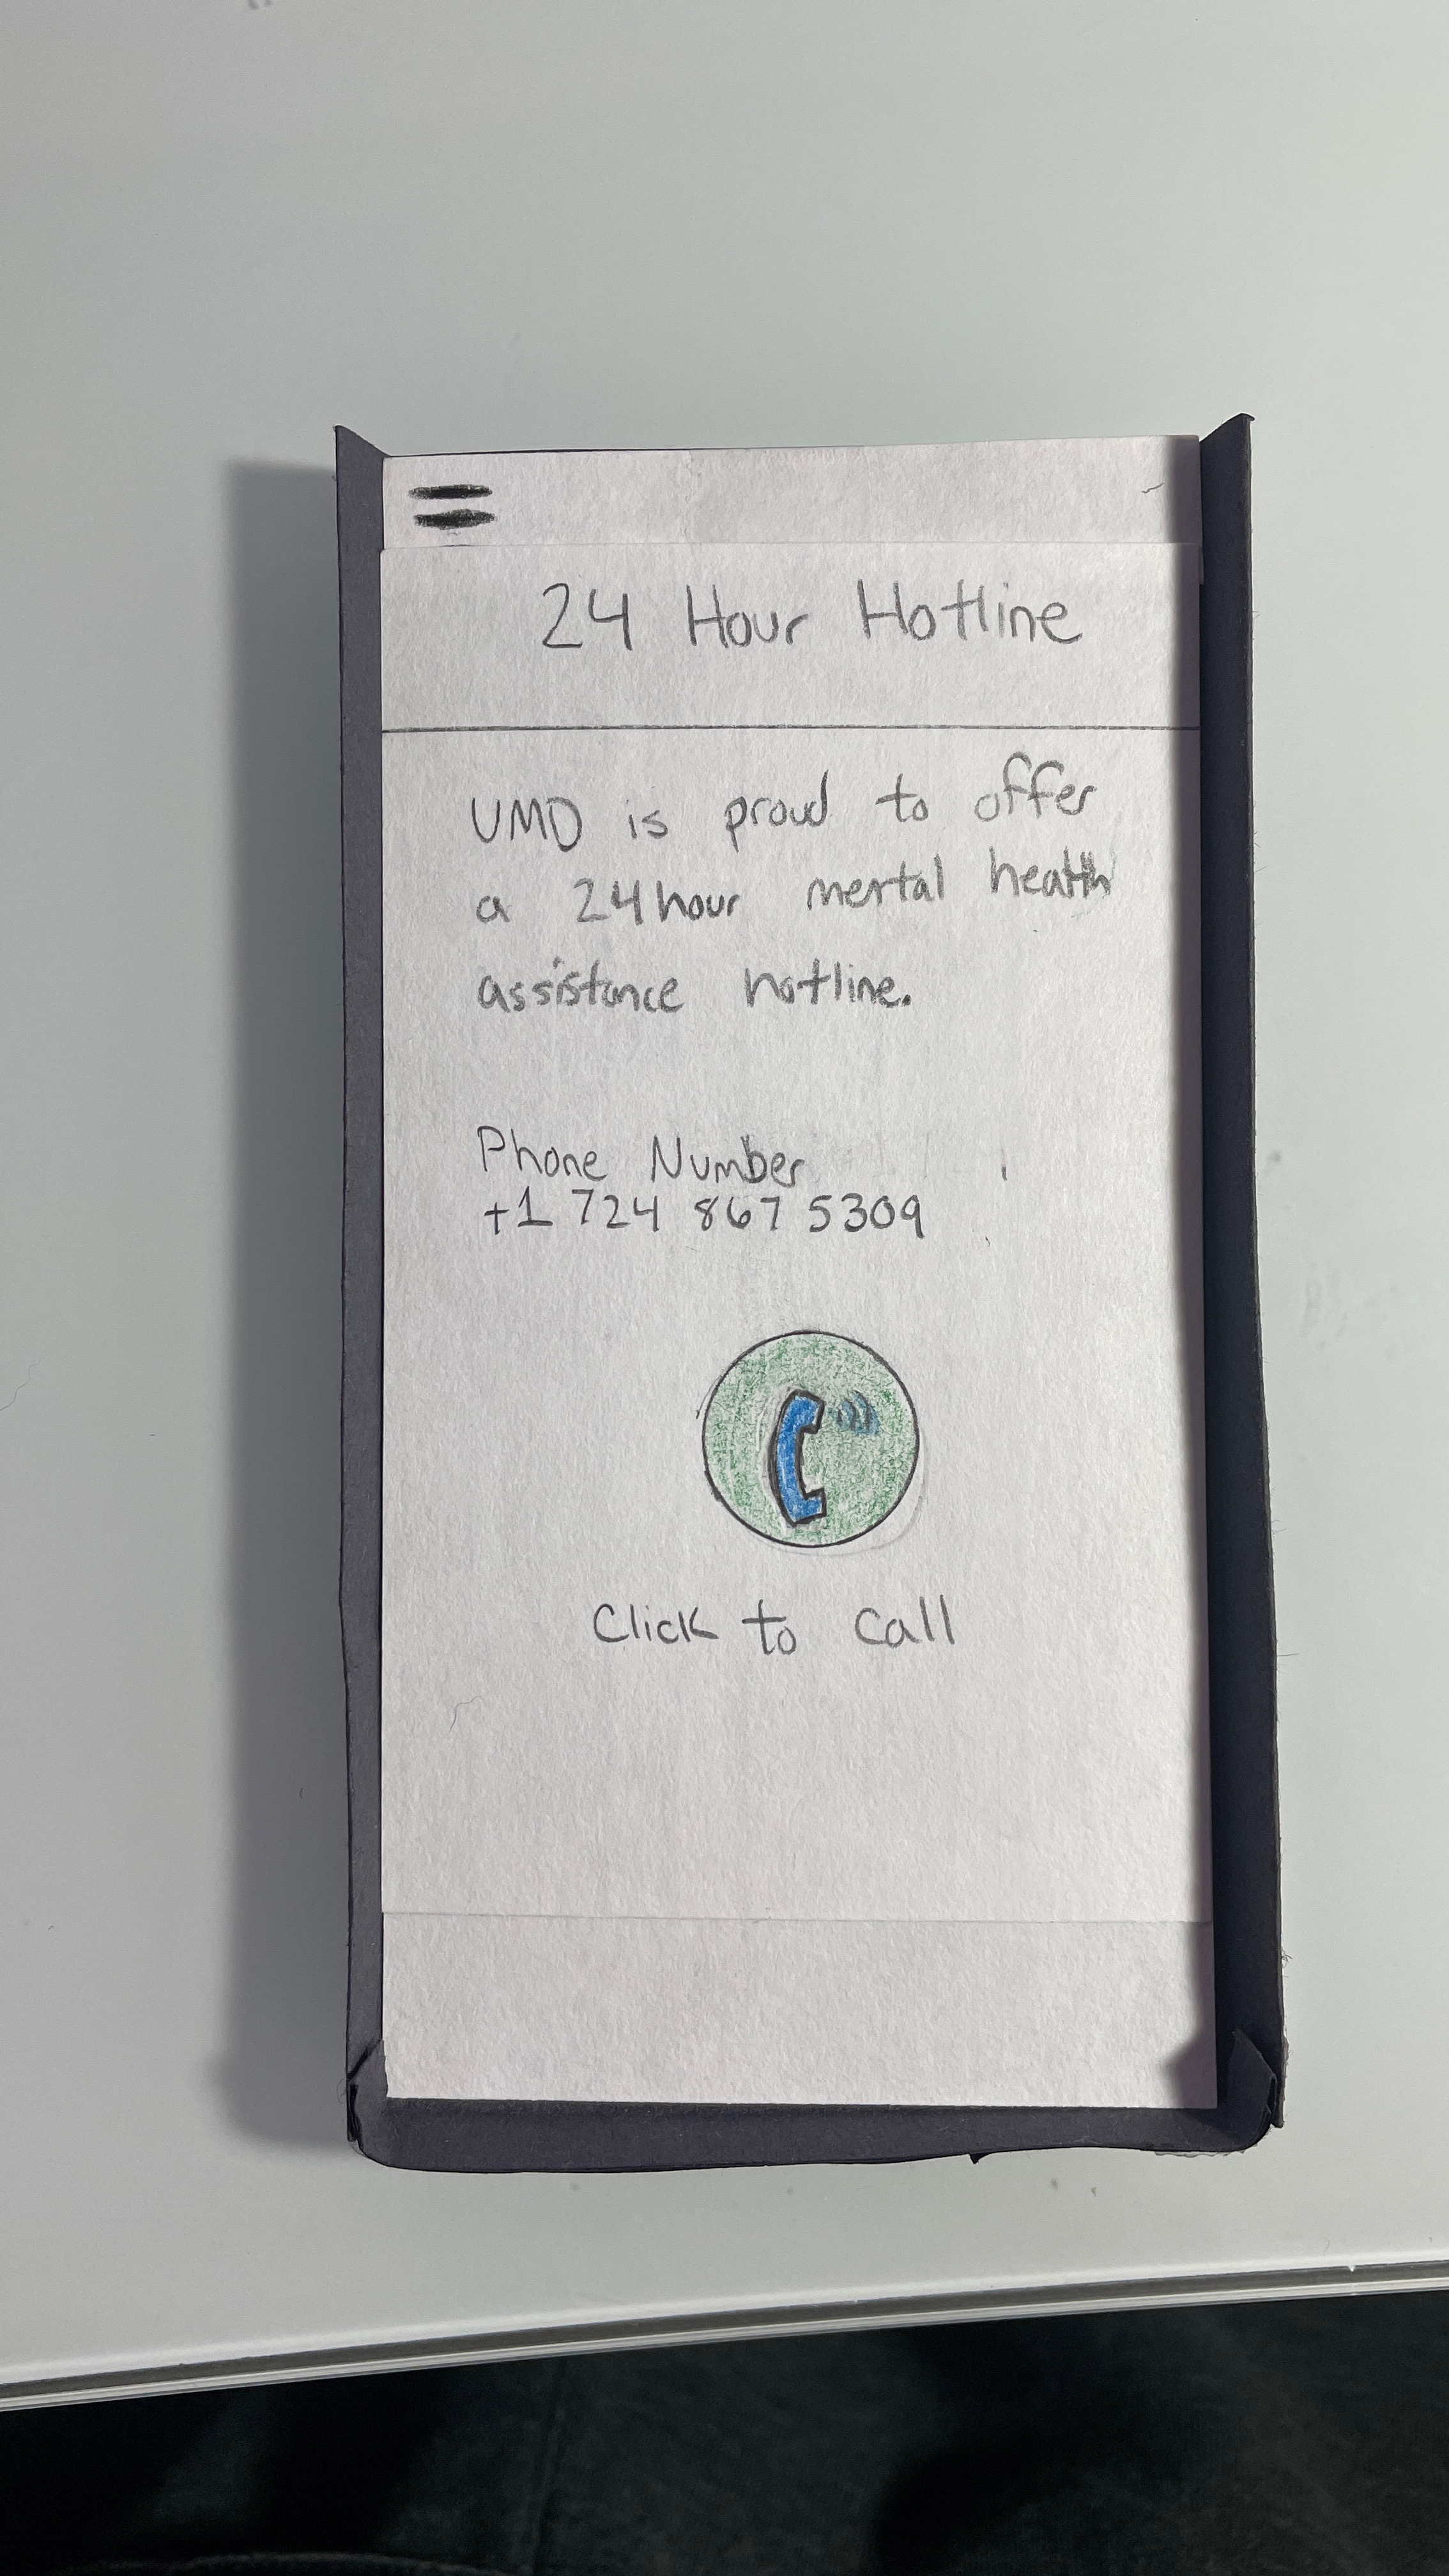 24 Hour Hotline
UMD is proud to offer
a 24 hour mental health
assistance hotline.
Phone Number
+1 724 867 5309
Click to call